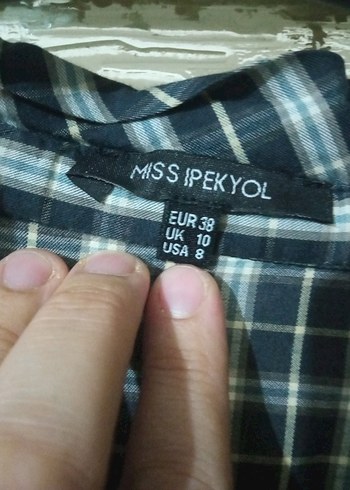 MISS IPEKYOL
EUR 38
UK 10
USA 8